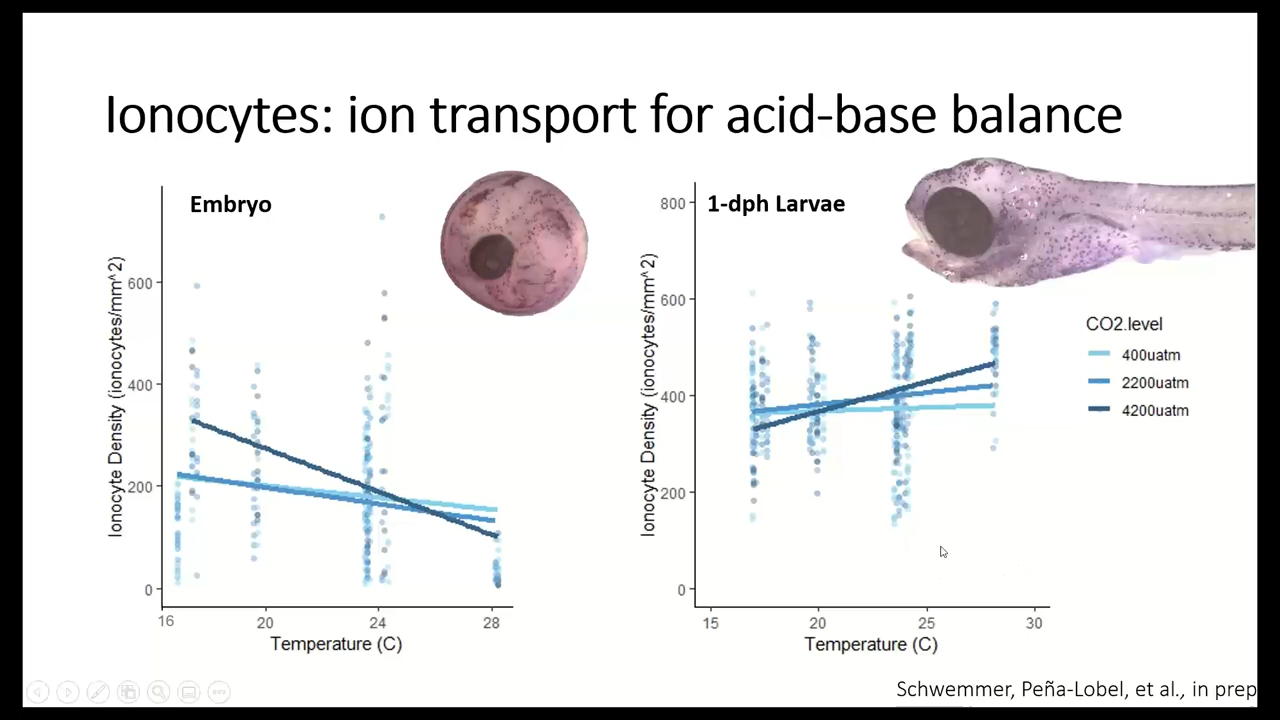 Ionocytes: ion transport for acid-base balance
Embryo
Ionocyte Density (ionocytes/mm^2)
600
400
200
0
16
20
24
28
Temperature (C)
1-dph Larvae
Ionocyte Density (ionocytes/mm^2)
800
600
400
200
0
15
20
25
30
Temperature (C)
CO2.level
400uatm
2200uatm
4200uatm
Schwemmer, Peña-Lobel, et al., in prep